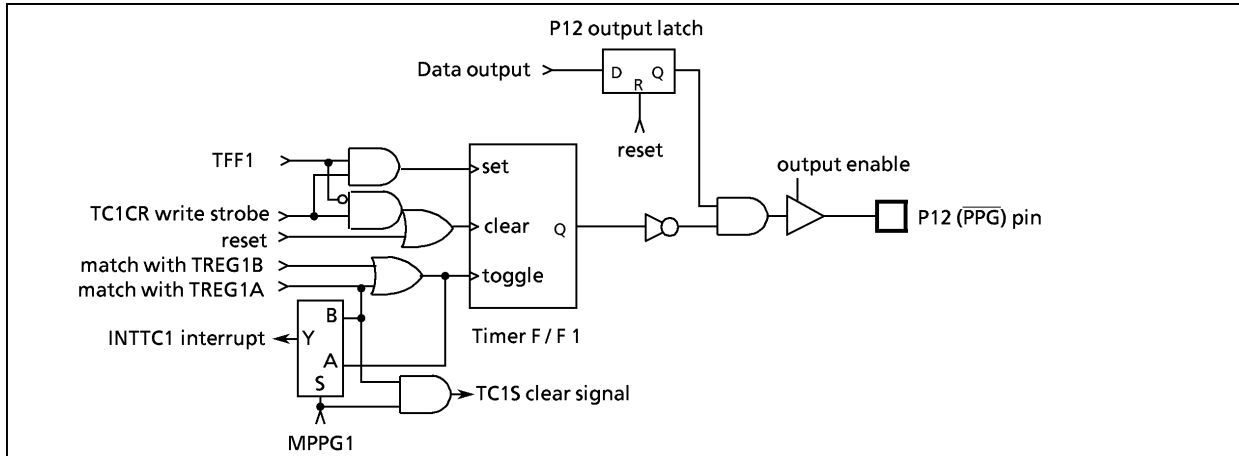 P12 output latch
Data output
D Q
R
reset
TFF1
set
output enable
TC1CR write strobe
clear
Q
P12 (PPG) pin
reset
match with TREG1B
toggle
match with TREG1A
B
INTTC1 interrupt
Y
Timer F / F 1
A
S
TC1S clear signal
MPPG1